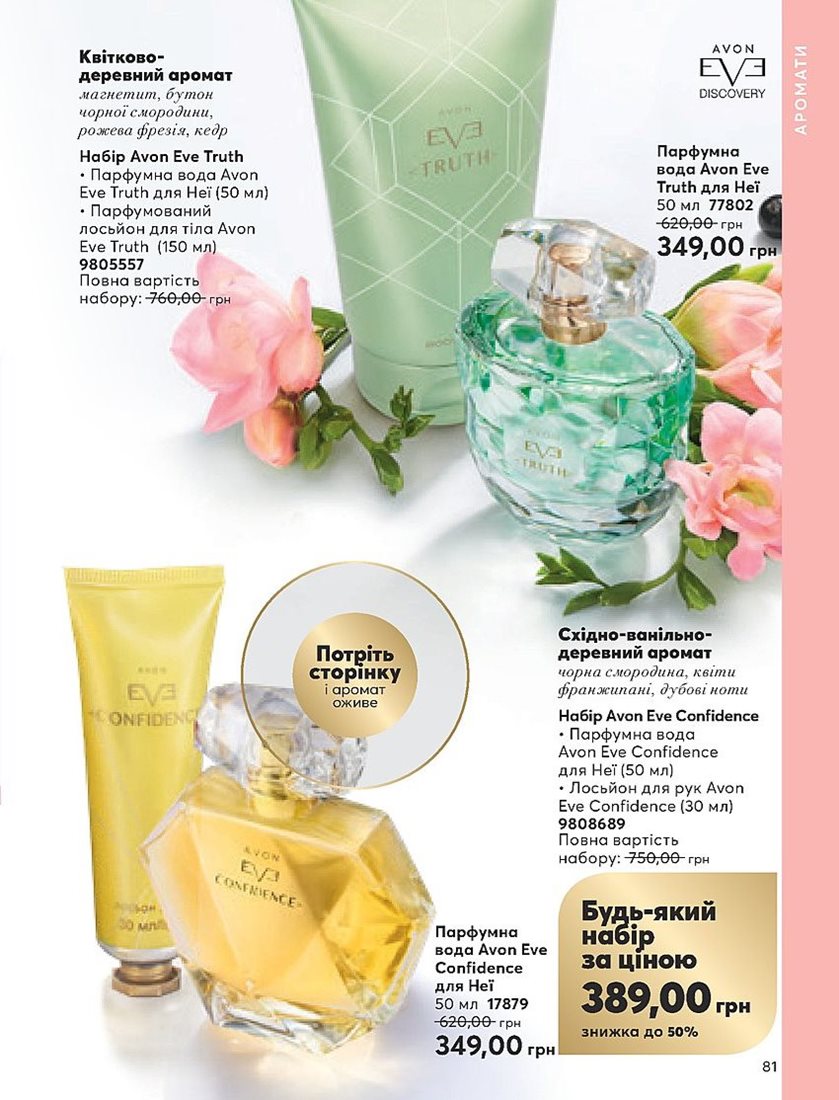 Квітково-
деревний аромат
магнетит, бутон
чорної смородини,
рожева фрезія, кедр
Набір Avon Eve Truth
• Парфумна вода Avon
Eve Truth для Неї (50 мл)
• Парфумований
лосьйон для тіла Avon
Eve Truth (150 мл)
9805557
Повна вартість
набору: 760,00 грн
AVON
EVE
TRUTH
AVON
EVE
DISCOVERY
АРОМАТИ
Парфумна
вода Avon Eve
Truth для Неї
50 мл 77802
620,00 грн
349,00 грн
AVON
EVE
TRUTH
Потріть
сторінку
і аромат
оживе
AVON
EVE
CONFIDENC
30 мл
AVON
EVE
CONFIDENCE
Східно-ванільно-
деревний аромат
чорна смородина, квіти
франжипані, дубові ноти
Набір Avon Eve Confidence
• Парфумна вода
Avon Eve Confidence
для Неї (50 мл)
• Лосьйон для рук Avon
Eve Confidence (30 мл)
9808689
Повна вартість
набору: 750,00 грн
Парфумна
вода Avon Eve
Confidence
для Неї
50 мл 17879
620,00 грн
349,00 грн
Будь-який
набір
за ціною
389,00 грн
знижка до 50%
81